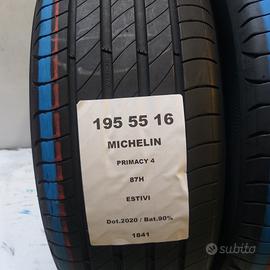 195 55 16
MICHELIN
PRIMACY 4
87H
ESTIVI
Dot.2020 / Bat.90%
1841
subito